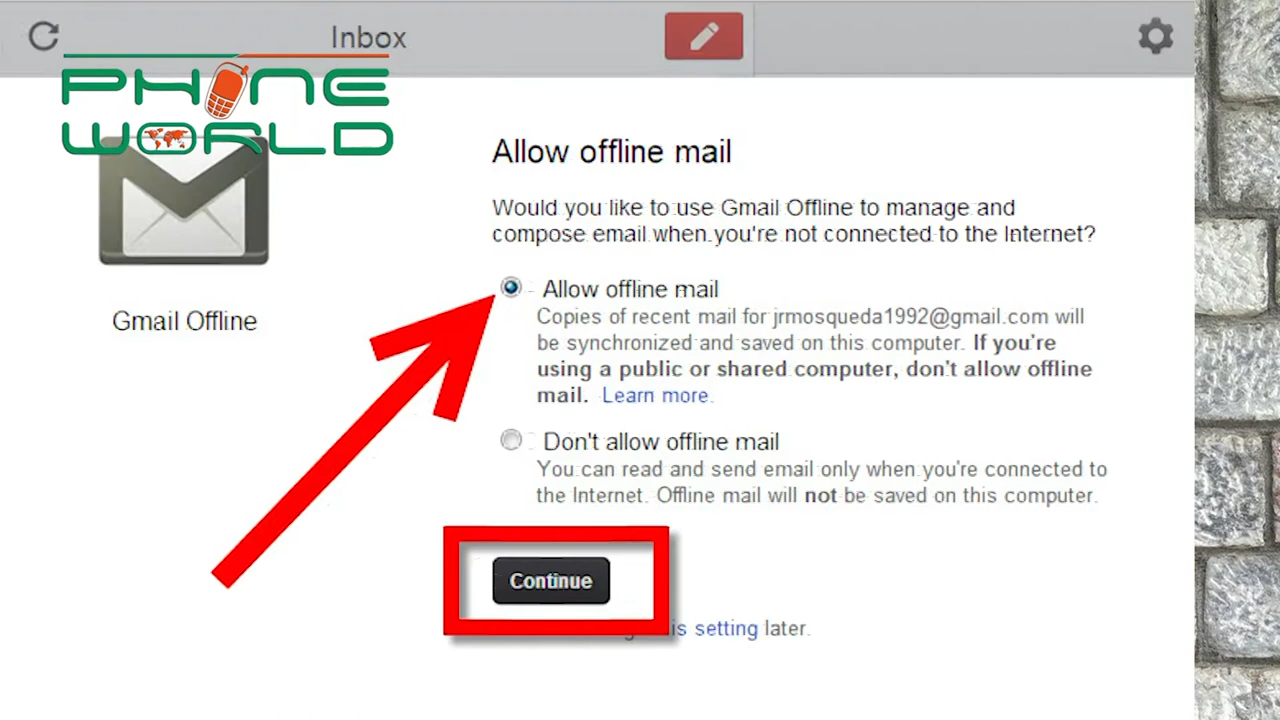 Inbox
PHONE
WORLD
Gmail Offline
Allow offline mail
Would you like to use Gmail Offline to manage and
compose email when you're not connected to the Internet?
Allow offline mail
Copies of recent mail for jrmosqueda1992@gmail.com will
be synchronized and saved on this computer. If you're
using a public or shared computer, don't allow offline
mail. Learn more.
Don't allow offline mail
You can read and send email only when you're connected to
the Internet. Offline mail will not be saved on this computer.
Continue
setting later.